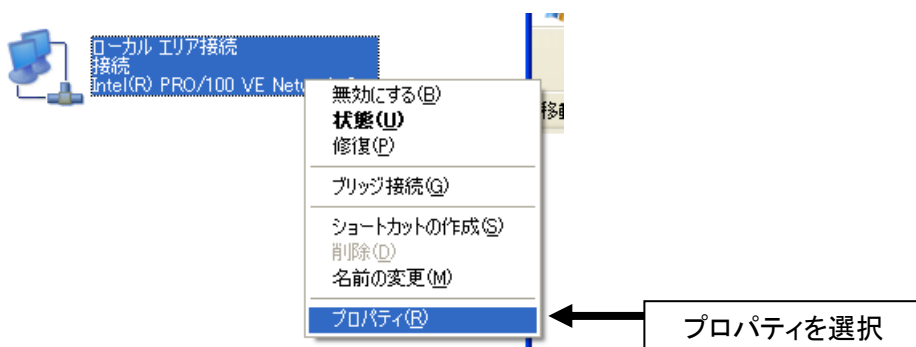 ローカル エリア接続
接続
Intel(R) PRO/100 VE
無効にする(B)
状態(U)
修復(P)
ブリッジ接続(G)
ショートカットの作成(S)
削除(D)
名前の変更(M)
プロパティ(R)
プロパティを選択